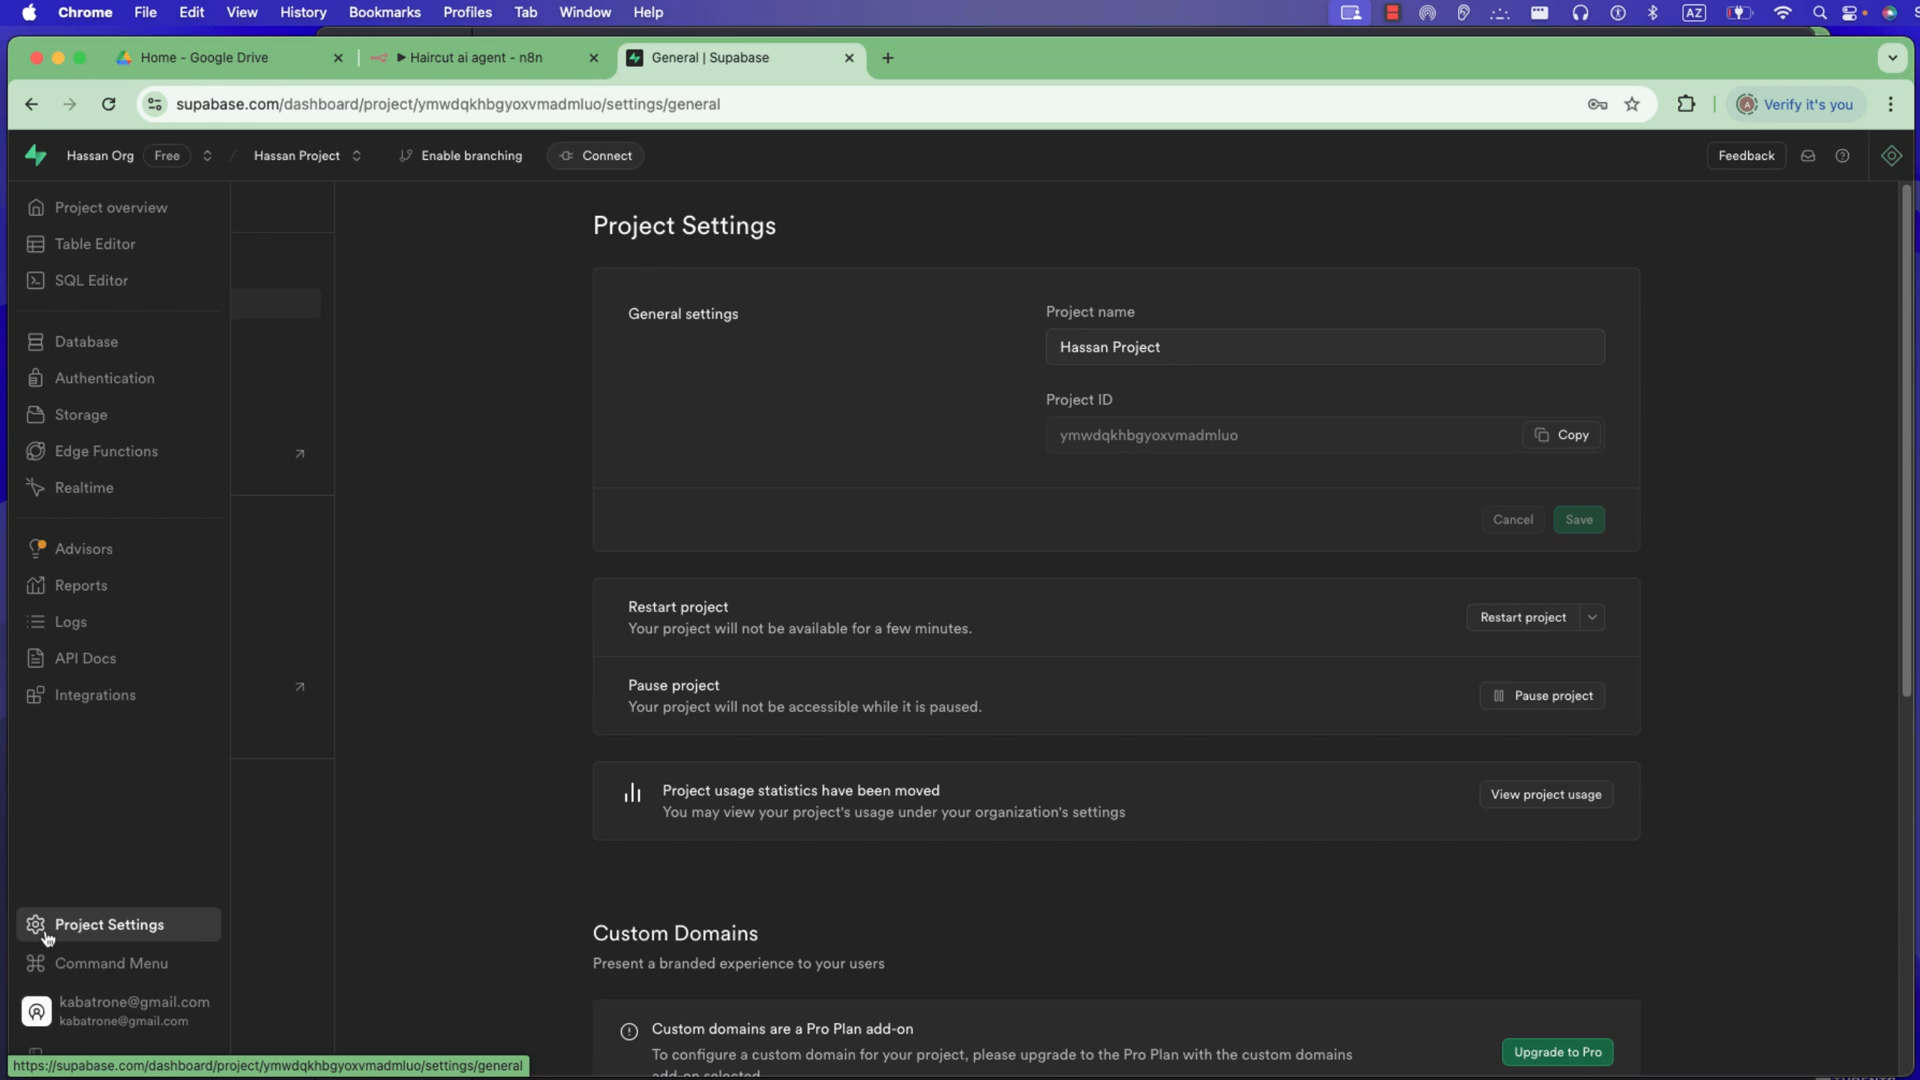 Chrome File Edit View History Bookmarks Profiles Tab Window Help AZ
Home - Google Drive
Haircut ai agent - n8n
General | Supabase
supabase.com/dashboard/project/ymwdqkhbgyoxvmadmluo/settings/general
Verify it's you
Hassan Org Free / Hassan Project Enable branching Connect Feedback
Project overview
Table Editor
SQL Editor
Database
Authentication
Storage
Edge Functions
Realtime
Advisors
Reports
Logs
API Docs
Integrations
Project Settings
Command Menu
kabatrone@gmail.com
kabatrone@gmail.com
https://supabase.com/dashboard/project/ymwdqkhbgyoxvmadmluo/settings/general
Project Settings
General settings
Project name
Hassan Project
Project ID
ymwdqkhbgyoxvmadmluo
Copy
Cancel Save
Restart project
Your project will not be available for a few minutes.
Restart project
Pause project
Your project will not be accessible while it is paused.
Pause project
Project usage statistics have been moved
You may view your project's usage under your organization's settings
View project usage
Custom Domains
Present a branded experience to your users
Custom domains are a Pro Plan add-on
To configure a custom domain for your project, please upgrade to the Pro Plan with the custom domains
add-on selected
Upgrade to Pro